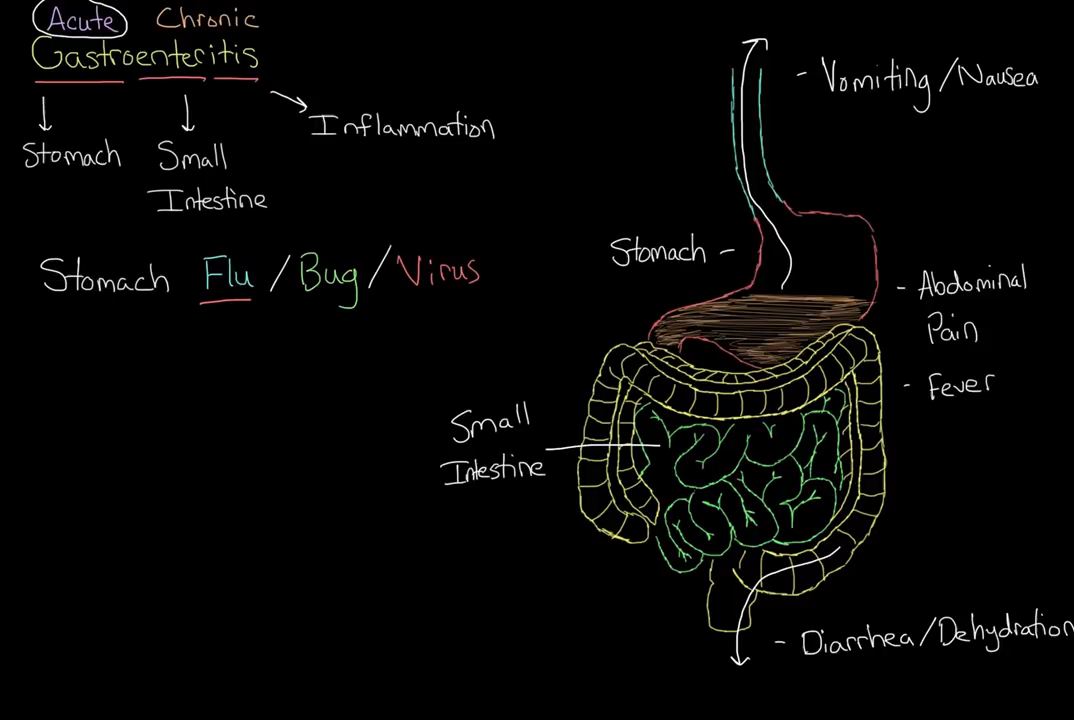 Acute Chronic
Gastroenteritis
Inflammation
Stomach Small
Intestine
Stomach Flu / Bug / Virus
- Vomiting / Nausea
Stomach -
- Abdominal
Pain
- Fever
Small
Intestine
- Diarrhea / Dehydration